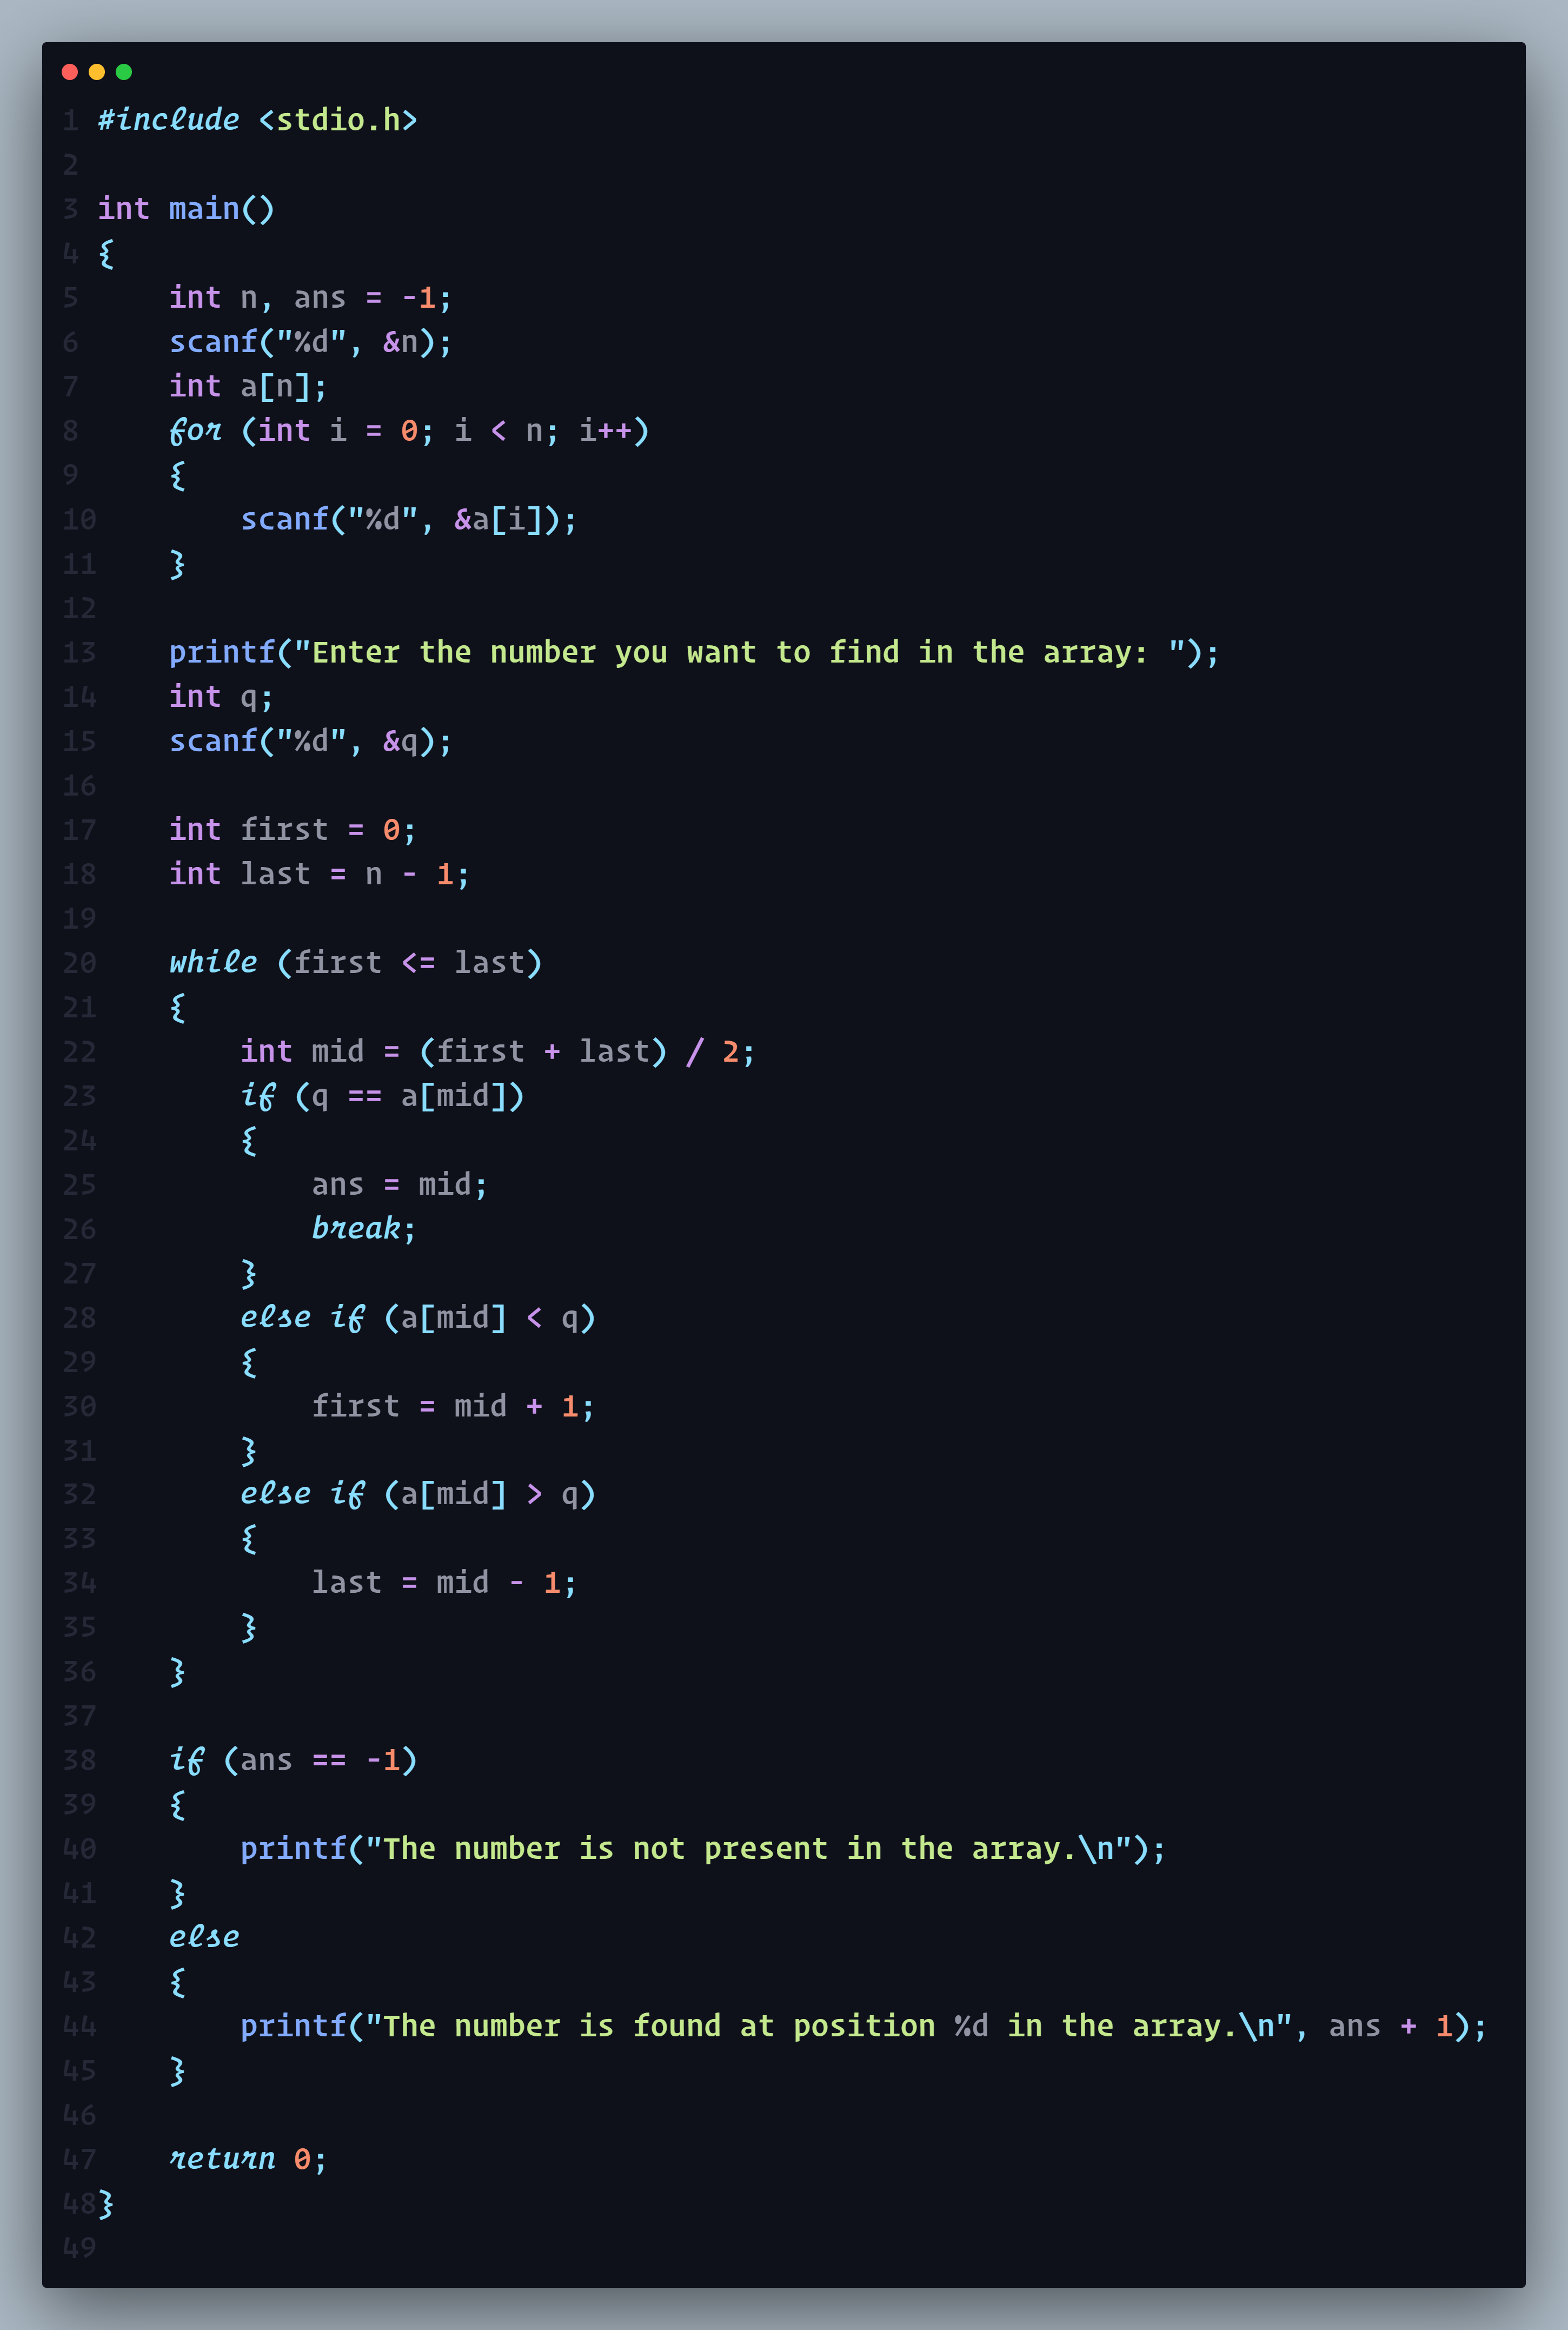 1 #include <stdio.h>
2
3 int main()
4 {
5     int n, ans = -1;
6     scanf("%d", &n);
7     int a[n];
8     for (int i = 0; i < n; i++)
9     {
10         scanf("%d", &a[i]);
11     }
12
13     printf("Enter the number you want to find in the array: ");
14     int q;
15     scanf("%d", &q);
16
17     int first = 0;
18     int last = n - 1;
19
20     while (first <= last)
21     {
22         int mid = (first + last) / 2;
23         if (q == a[mid])
24         {
25             ans = mid;
26             break;
27         }
28         else if (a[mid] < q)
29         {
30             first = mid + 1;
31         }
32         else if (a[mid] > q)
33         {
34             last = mid - 1;
35         }
36     }
37
38     if (ans == -1)
39     {
40         printf("The number is not present in the array.\n");
41     }
42     else
43     {
44         printf("The number is found at position %d in the array.\n", ans + 1);
45     }
46
47     return 0;
48 }
49